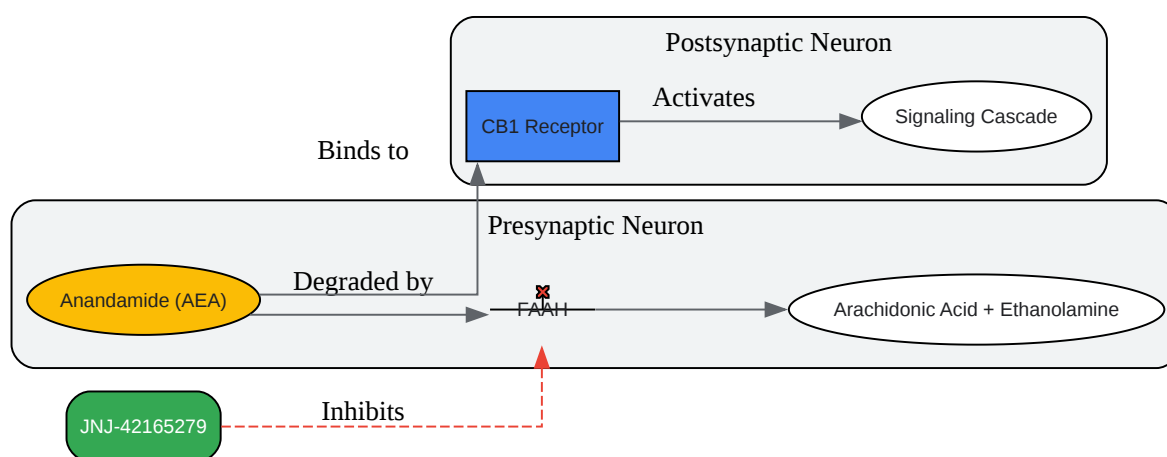 Postsynaptic Neuron
CB1 Receptor
Activates
Signaling Cascade
Binds to
Presynaptic Neuron
Degraded by
Anandamide (AEA)
FAAH
Arachidonic Acid + Ethanolamine
JNJ-42165279
Inhibits